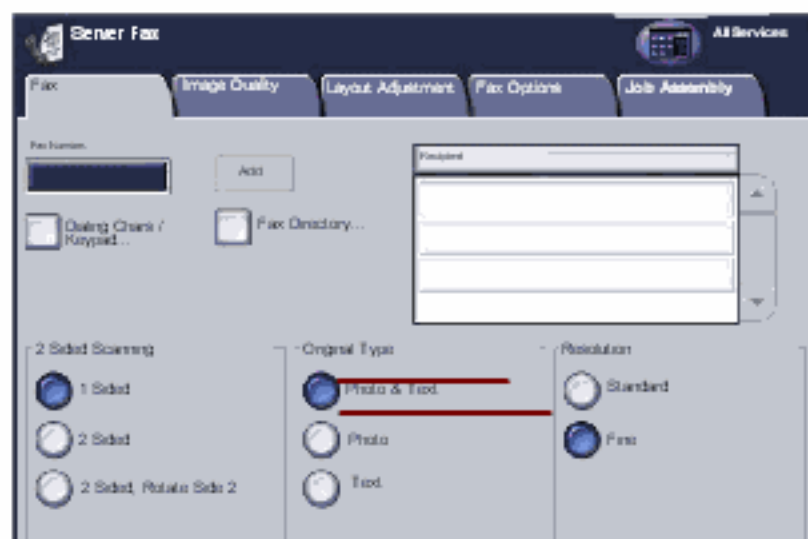 Server Fax
All Services
Fax
Image Quality
Layout Adjustment
Fax Options
Job Assembly
Fax Number
Add
Recipient
Dialing Chars /
Keypad...
Fax Directory...
2 Sided Scanning
Original Type
Resolution
1 Sided
Photo & Text
Standard
2 Sided
Photo
Fine
2 Sided, Rotate Side 2
Text